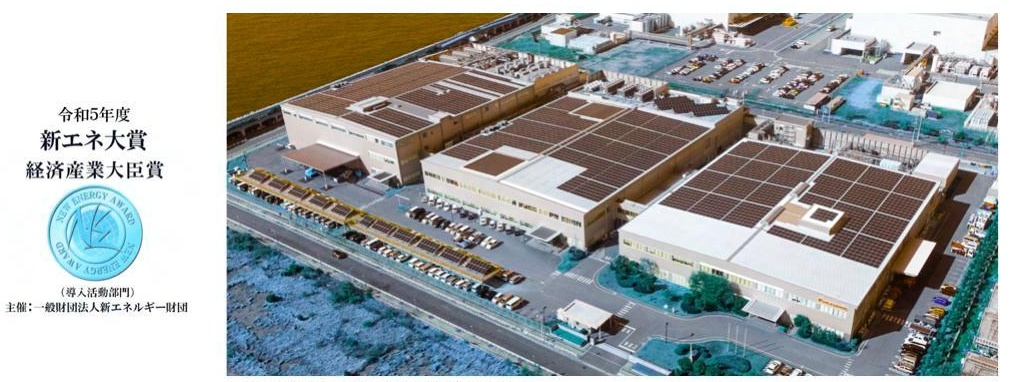 令和5年度
新エネ大賞
経済産業大臣賞
NEW ENERGY AWARD
NEW ENERGY AWARD
（導入活動部門）
主催：一般財団法人新エネルギー財団